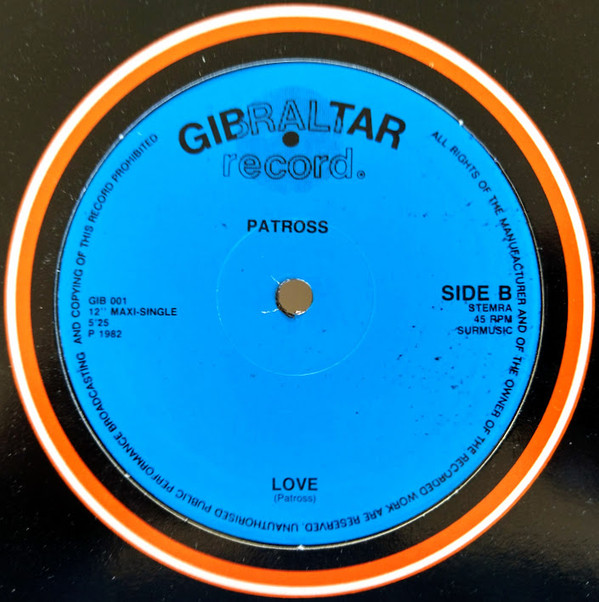 GIBRALTAR
record.
PATROSS
GIB 001
12" MAXI-SINGLE
5'25
P 1982
SIDE B
STEMRA
45 RPM
SURMUSIC
LOVE
(Patross)
ALL RIGHTS OF THE MANUFACTURER AND OF THE OWNER OF THE RECORDED WORK ARE RESERVED. UNAUTHORISED PUBLIC PERFORMANCE BROADCASTING AND COPYING OF THIS RECORD PROHIBITED